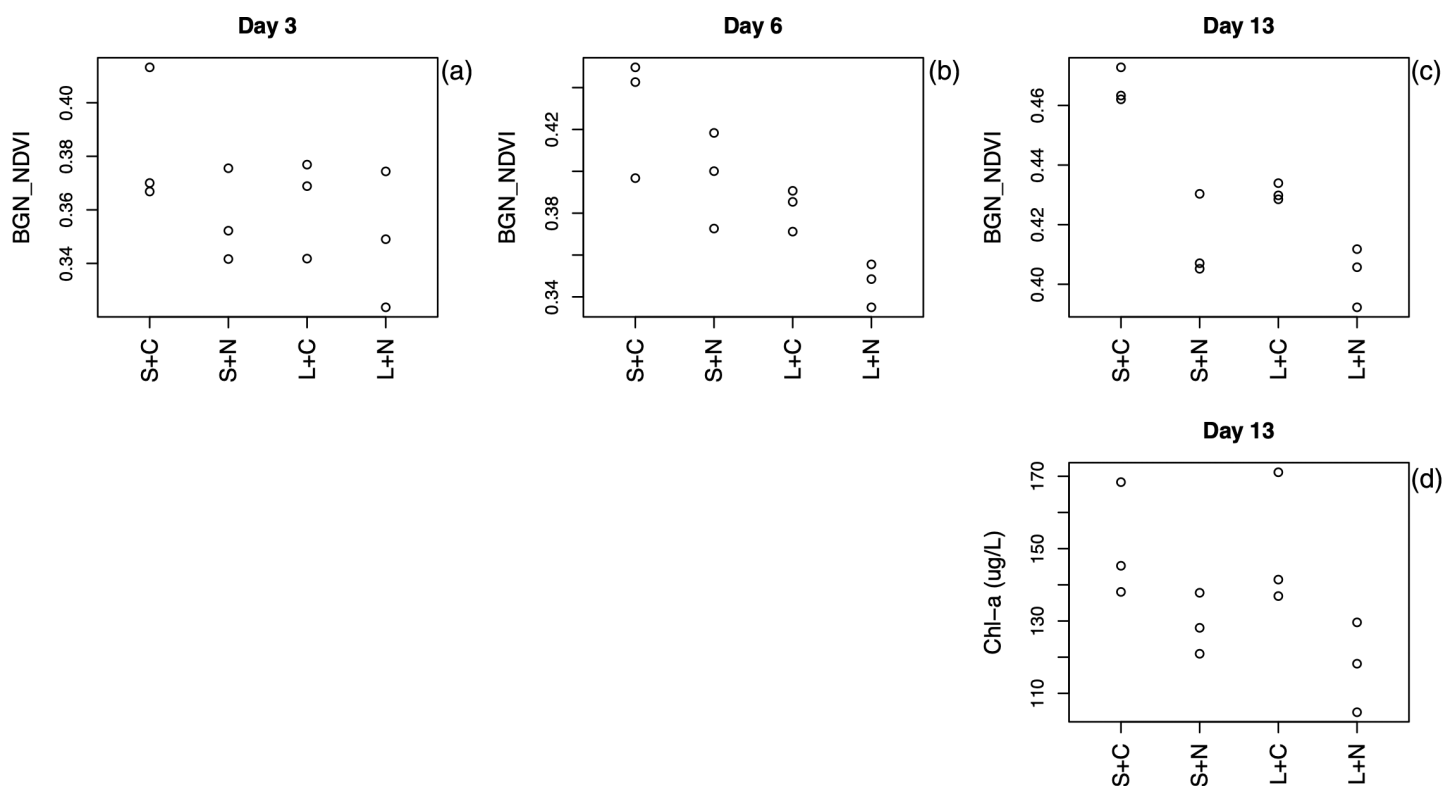 Day 3
(a)
BGN_NDVI
0.40
0.38
0.36
0.34
S+C
S+N
L+C
L+N
Day 6
(b)
BGN_NDVI
0.42
0.38
0.34
S+C
S+N
L+C
L+N
Day 13
(c)
BGN_NDVI
0.46
0.44
0.42
0.40
S+C
S+N
L+C
L+N
Day 13
(d)
Chl−a (ug/L)
170
150
130
110
S+C
S+N
L+C
L+N